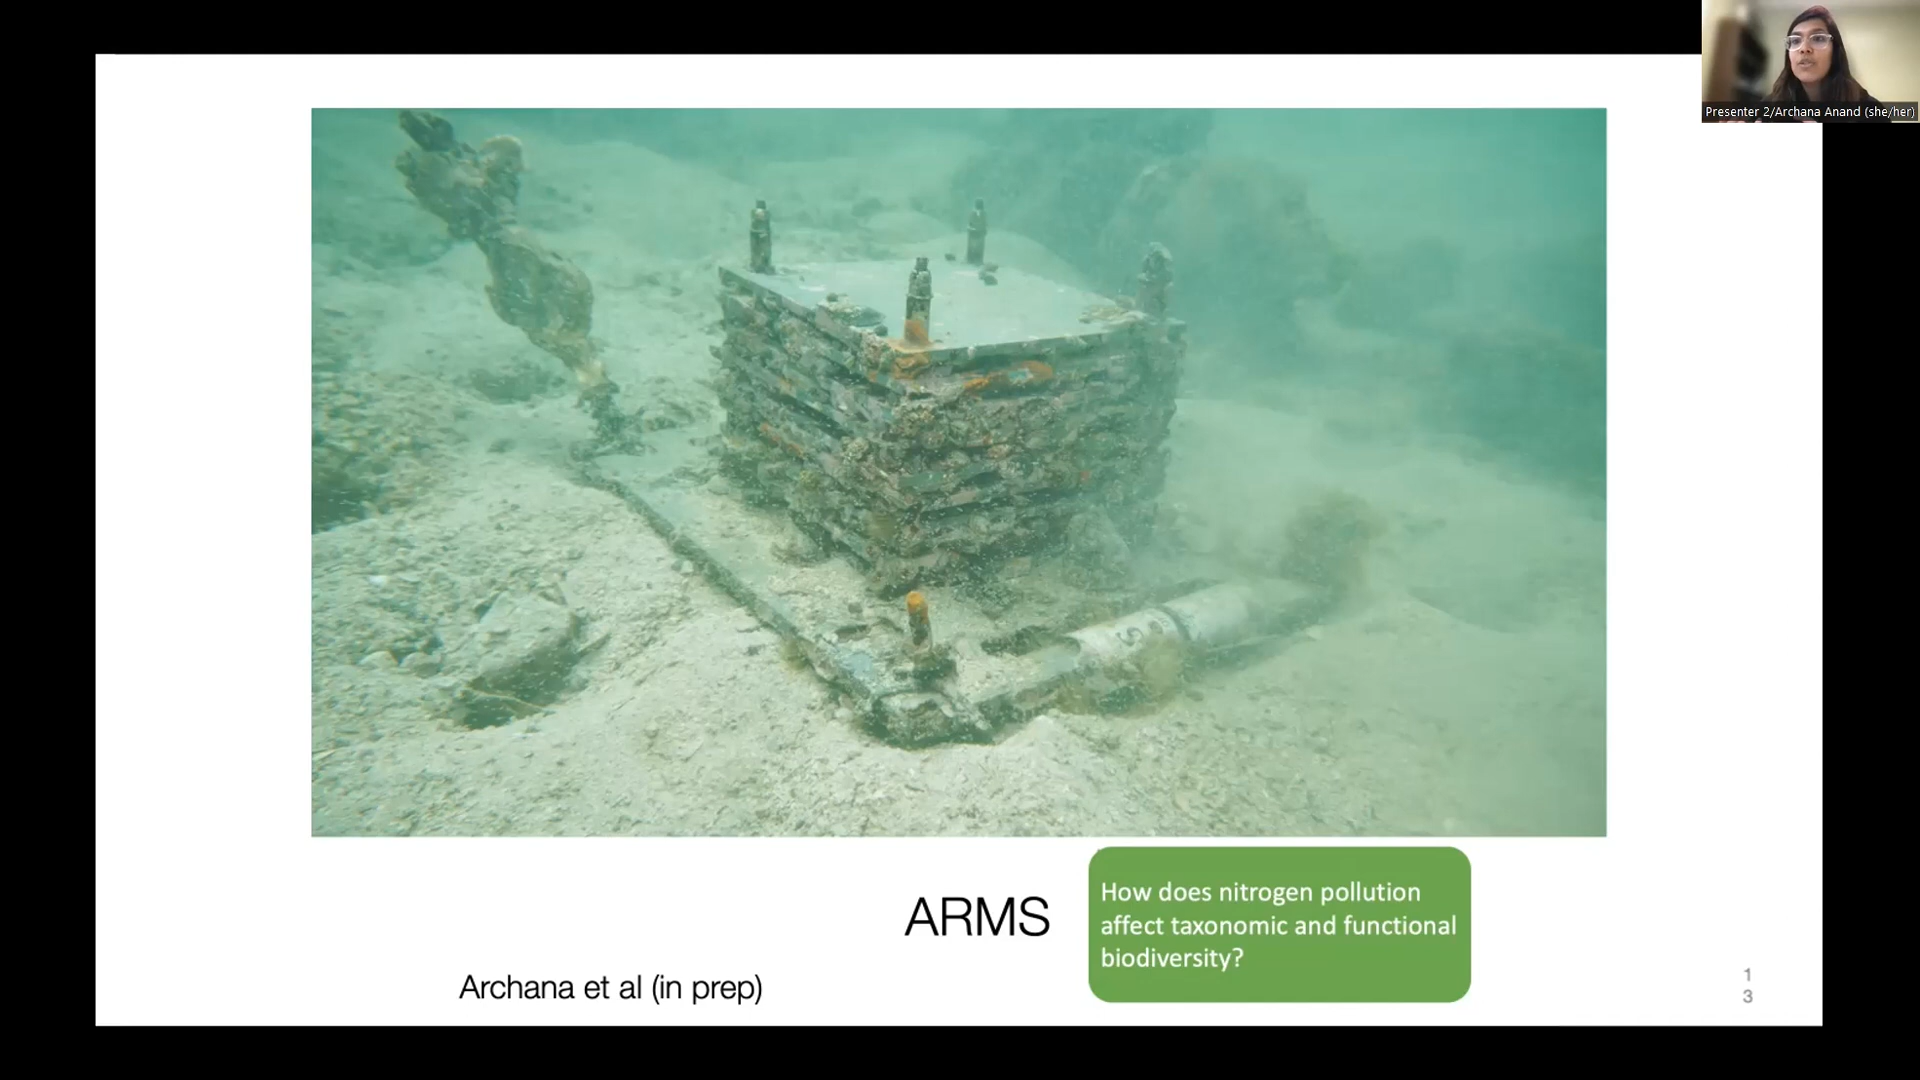 Presenter 2/Archana Anand (she/her)
ARMS
How does nitrogen pollution
affect taxonomic and functional
biodiversity?
Archana et al (in prep)
1
3